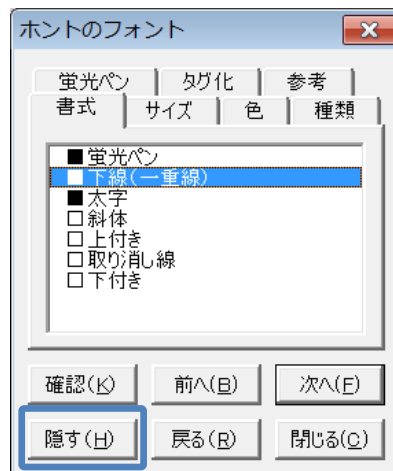 ホントのフォント
蛍光ペン タグ化 参考
書式 サイズ 色 種類
■蛍光ペン
■下線(一重線)
■太字
□斜体
□上付き
□取り消し線
□下付き
確認(K) 前へ(B) 次へ(F)
隠す(H) 戻る(R) 閉じる(C)